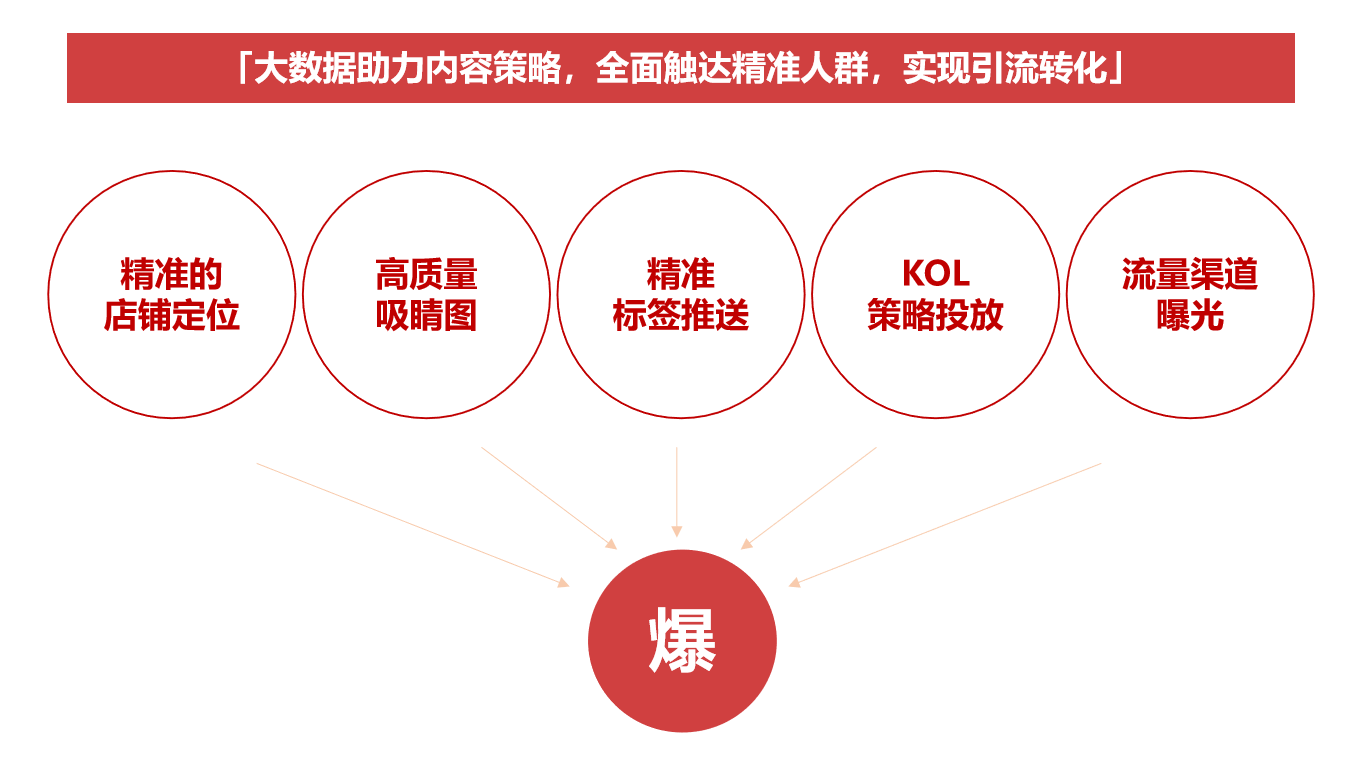 「大数据助力内容策略，全面触达精准人群，实现引流转化」
精准的
店铺定位
高质量
吸睛图
精准
标签推送
KOL
策略投放
流量渠道
曝光
爆